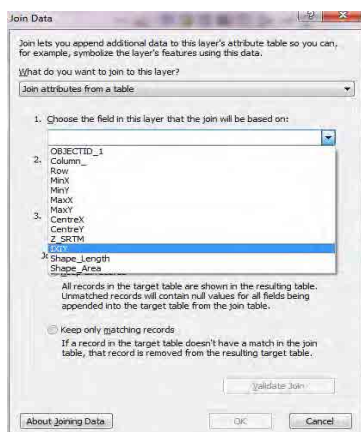 Join Data
Join lets you append additional data to this layer's attribute table so you can,
for example, symbolize the layer's features using this data.
What do you want to join to this layer?
Join attributes from a table
1. Choose the field in this layer that the join will be based on:
OBJECTID_1
Column_
2.
Row
MinX
MinY
MaxX
MaxY
3.
CentreX
CentreY
Z_SRTM
IXIY
Shape_Length
Shape_Area
All records in the target table are shown in the resulting table.
Unmatched records will contain null values for all fields being
appended into the target table from the join table.
Keep only matching records
If a record in the target table doesn't have a match in the join
table, that record is removed from the resulting target table.
Validate Join
About Joining Data
OK
Cancel